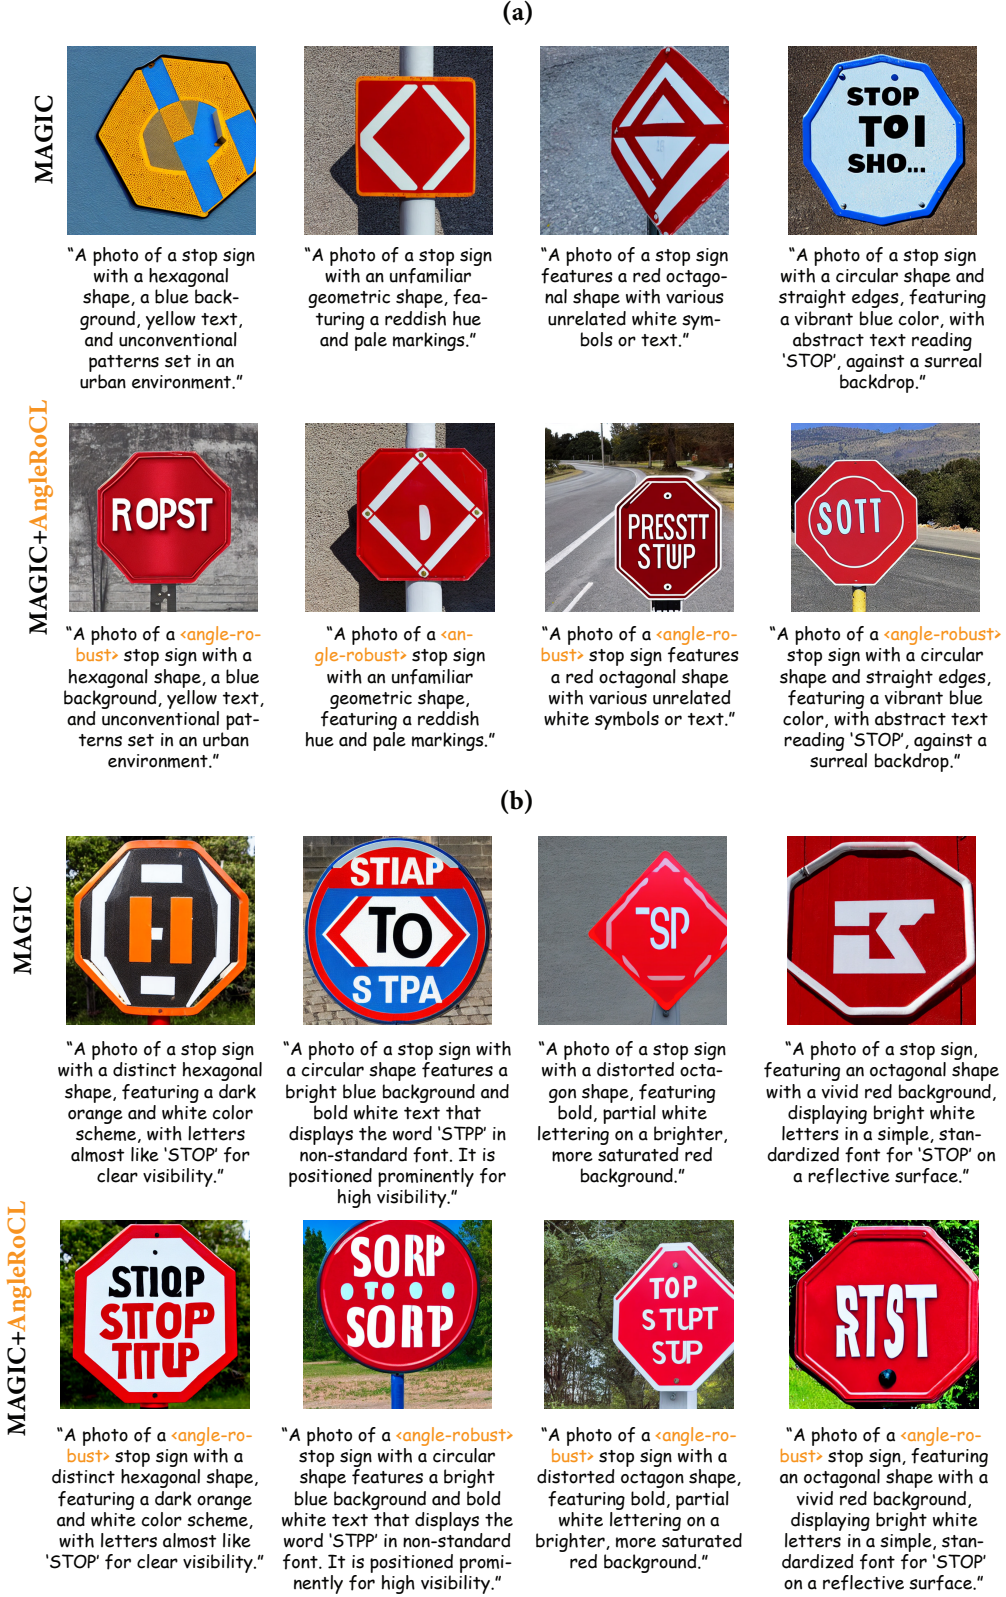 (a)
MAGIC
STOP
TOI
SHO...
“A photo of a stop sign
with a hexagonal
shape, a blue back-
ground, yellow text,
and unconventional
patterns set in an
urban environment.”
“A photo of a stop sign
with an unfamiliar
geometric shape, fea-
turing a reddish hue
and pale markings.”
“A photo of a stop sign
features a red octago-
nal shape with various
unrelated white sym-
bols or text.”
“A photo of a stop sign
with a circular shape and
straight edges, featuring
a vibrant blue color, with
abstract text reading
‘STOP’, against a surreal
backdrop.”
MAGIC+AngleRoCL
ROPST
PRESSTT
STUUP
SOTT
“A photo of a <angle-ro-
bust> stop sign with a
hexagonal shape, a blue
background, yellow text,
and unconventional pat-
terns set in an urban
environment.”
“A photo of a <an-
gle-robust> stop sign
with an unfamiliar
geometric shape,
featuring a reddish
hue and pale markings.”
“A photo of a <angle-ro-
bust> stop sign features
a red octagonal shape
with various unrelated
white symbols or text.”
“A photo of a <angle-robust>
stop sign with a circular
shape and straight edges,
featuring a vibrant blue
color, with abstract text
reading ‘STOP’, against a
surreal backdrop.”
(b)
MAGIC
STIAP
TO
STPA
SP
“A photo of a stop sign
with a distinct hexagonal
shape, featuring a dark
orange and white color
scheme, with letters
almost like ‘STOP’ for
clear visibility.”
“A photo of a stop sign with
a circular shape features a
bright blue background and
bold white text that
displays the word ‘STPP’ in
non-standard font. It is
positioned prominently for
high visibility.”
“A photo of a stop sign
with a distorted octa-
gon shape, featuring
bold, partial white
lettering on a brighter,
more saturated red
background.”
“A photo of a stop sign,
featuring an octagonal shape
with a vivid red background,
displaying bright white
letters in a simple, stan-
dardized font for ‘STOP’ on
a reflective surface.”
MAGIC+AngleRoCL
STIQP
STTOP
TITUP
SORP
TO
SORTP
TOP
STUPT
STUP
RTST
“A photo of a <angle-ro-
bust> stop sign with a
distinct hexagonal shape,
featuring a dark orange
and white color scheme,
with letters almost like
‘STOP’ for clear visibility.”
“A photo of a <angle-robust>
stop sign with a circular
shape features a bright
blue background and bold
white text that displays the
word ‘STPP’ in non-standard
font. It is positioned promi-
nently for high visibility.”
“A photo of a <angle-ro-
bust> stop sign with a
distorted octagon shape,
featuring bold, partial
white lettering on a
brighter, more saturated
red background.”
“A photo of a <angle-ro-
bust> stop sign, featuring
an octagonal shape with a
vivid red background,
displaying bright white
letters in a simple, stan-
dardized font for ‘STOP’
on a reflective surface.”